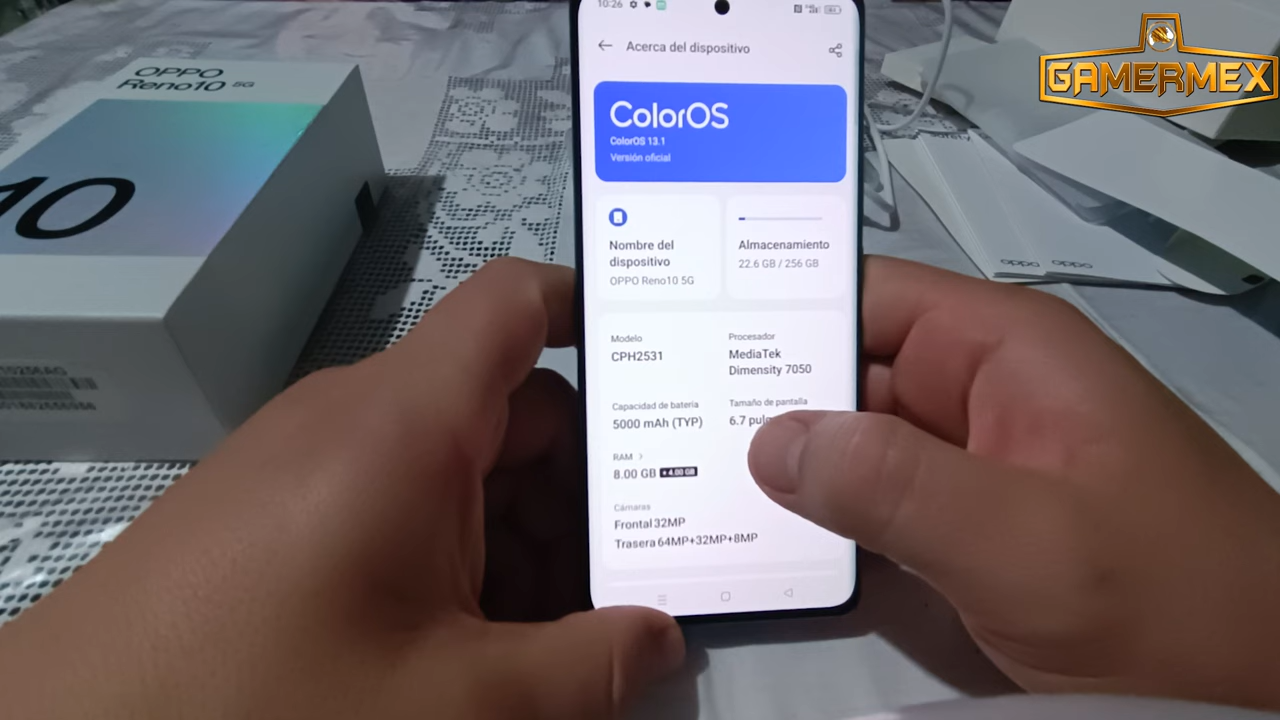 10:26
OPPO
Reno10 5G
10
GAMERMEX
Acerca del dispositivo
ColorOS
ColorOS 13.1
Versión oficial
Nombre del
dispositivo
OPPO Reno10 5G
Almacenamiento
22.6 GB / 256 GB
Modelo
CPH2531
Procesador
MediaTek
Dimensity 7050
Capacidad de batería
5000 mAh (TYP)
Tamaño de pantalla
6.7
RAM >
8.00 GB + 4.00 GB
Cámaras
Frontal 32MP
Trasera 64MP+32MP+8MP
oppo
oppo